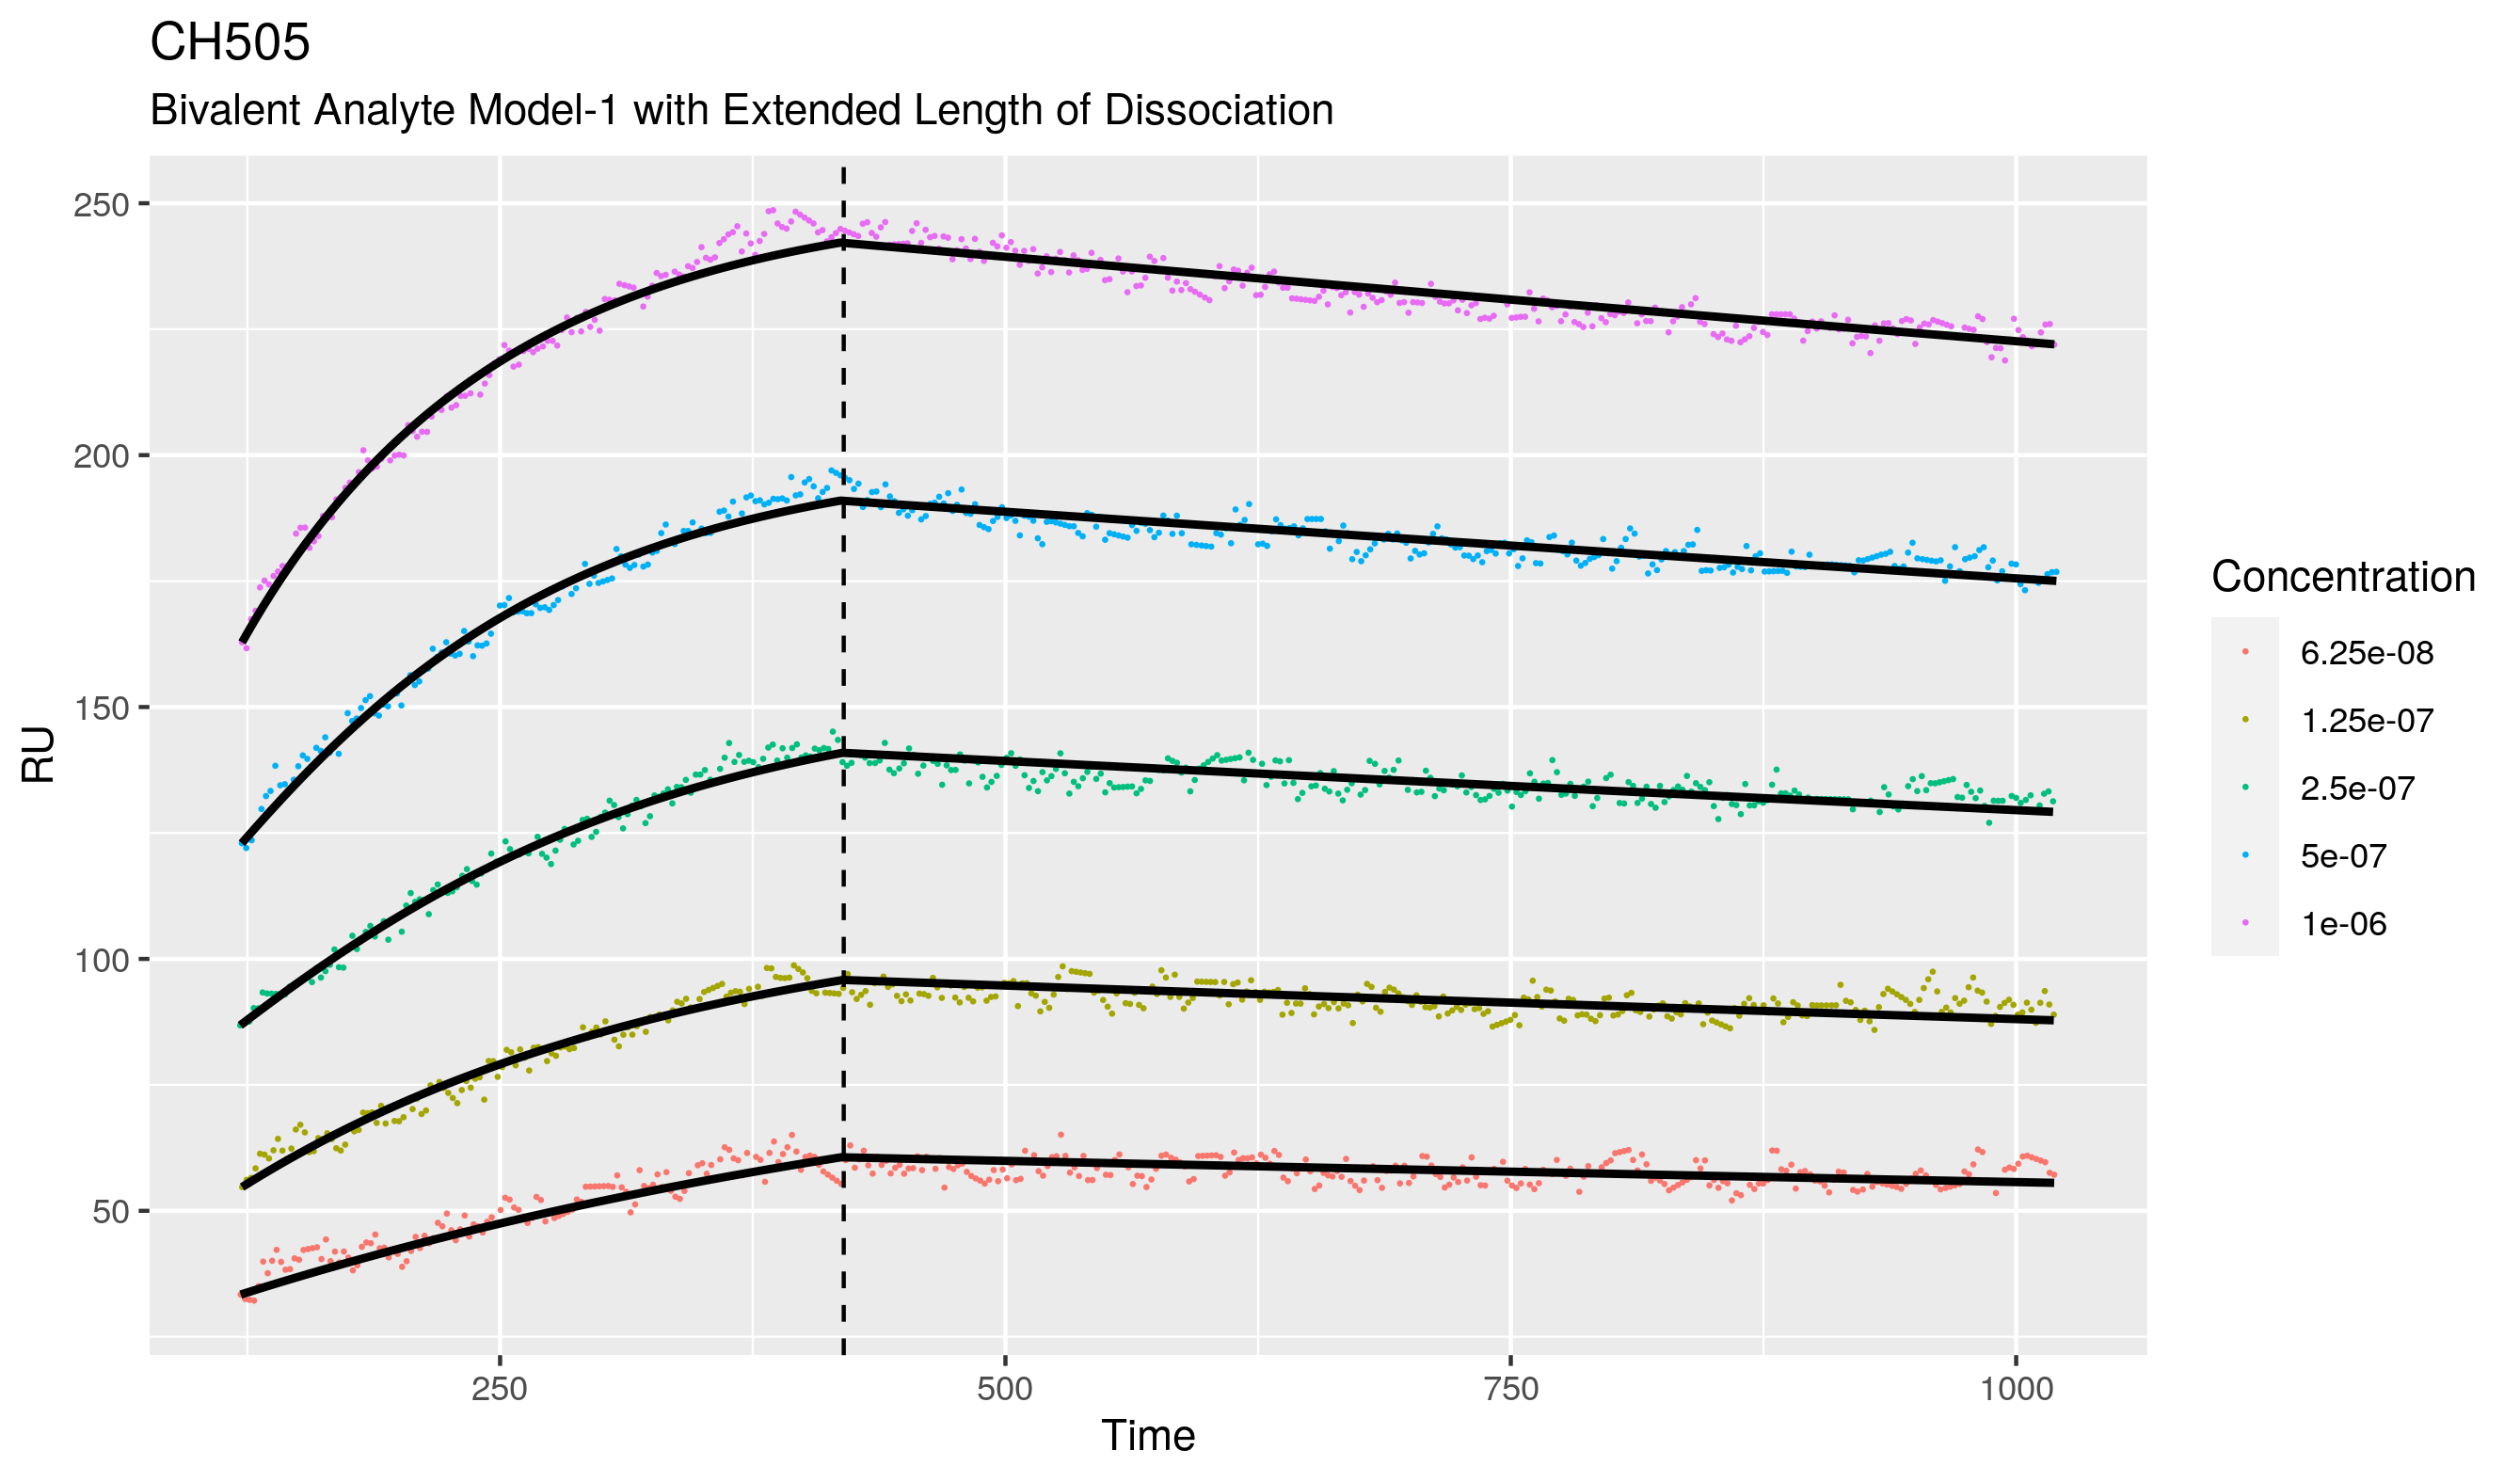 CH505
Bivalent Analyte Model-1 with Extended Length of Dissociation
250
200
150
100
50
RU
250
500
750
1000
Time
Concentration
6.25e-08
1.25e-07
2.5e-07
5e-07
1e-06